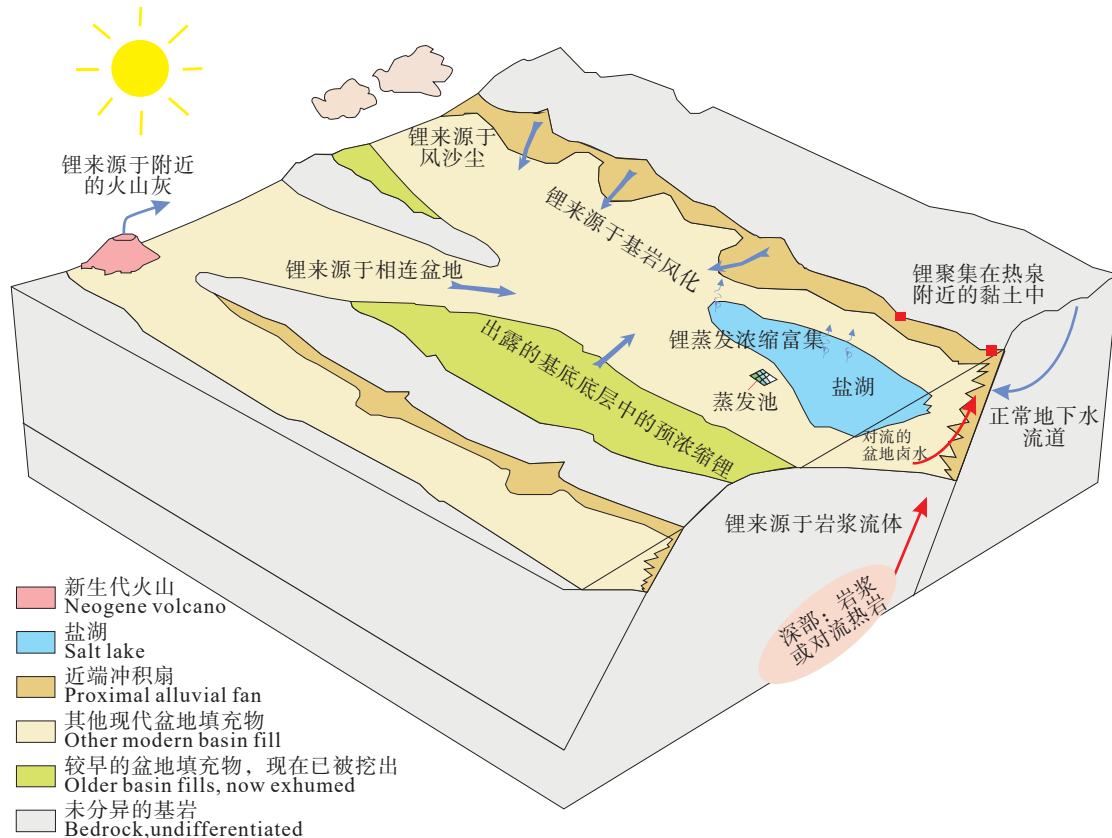 锂来源于附近
的火山灰
锂来源于
风沙尘
锂来源于基岩风化
锂来源于相连盆地
锂聚集在热泉
附近的黏土中
锂蒸发浓缩富集
盐湖
蒸发池
出露的基底底层中的预浓缩锂
对流的
盆地卤水
正常地下水
流道
锂来源于岩浆流体
深部：岩浆
或对流热岩
新生代火山
Neogene volcano
盐湖
Salt lake
近端冲积扇
Proximal alluvial fan
其他现代盆地填充物
Other modern basin fill
较早的盆地填充物，现在已被挖出
Older basin fills, now exhumed
未分异的基岩
Bedrock,undifferentiated